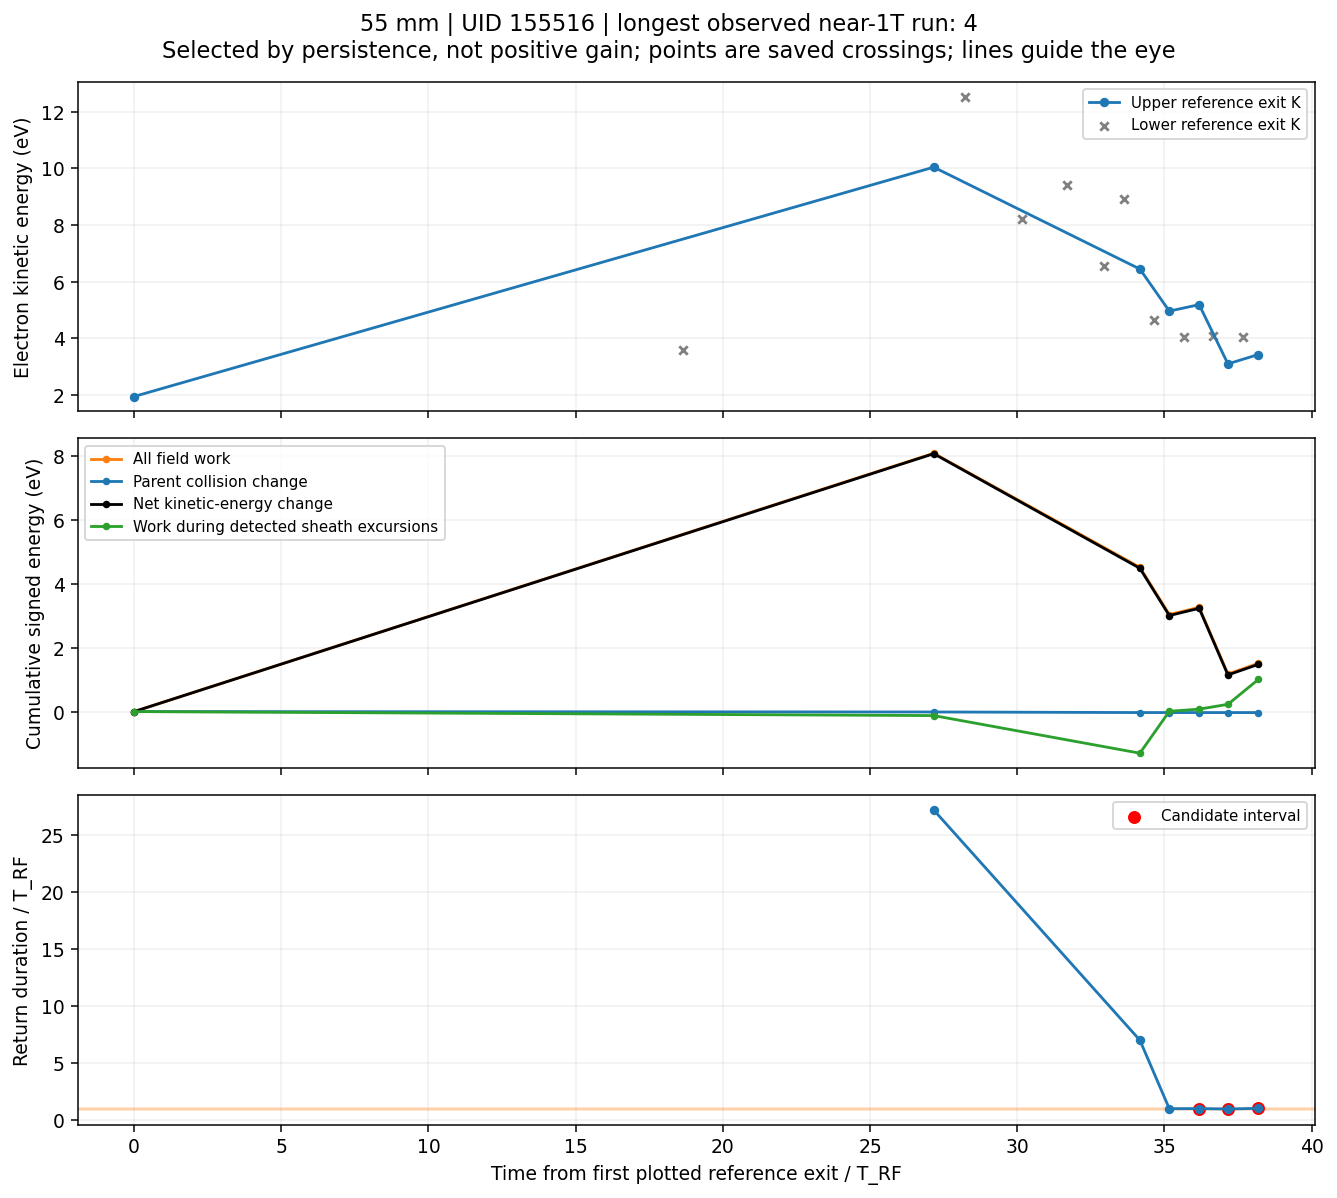 55 mm | UID 155516 | longest observed near-1T run: 4
Selected by persistence, not positive gain; points are saved crossings; lines guide the eye
Electron kinetic energy (eV)
12
10
8
6
4
2
Upper reference exit K
Lower reference exit K
Cumulative signed energy (eV)
8
6
4
2
0
All field work
Parent collision change
Net kinetic-energy change
Work during detected sheath excursions
Return duration / T_RF
25
20
15
10
5
0
Candidate interval
0 5 10 15 20 25 30 35 40
Time from first plotted reference exit / T_RF